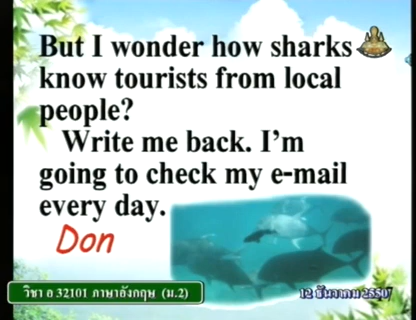 But I wonder how sharks
know tourists from local
people?
Write me back. I'm
going to check my e-mail
every day.
Don
วิชา อ 32101 ภาษาอังกฤษ (ม.2)
12 ธันวาคม 2550